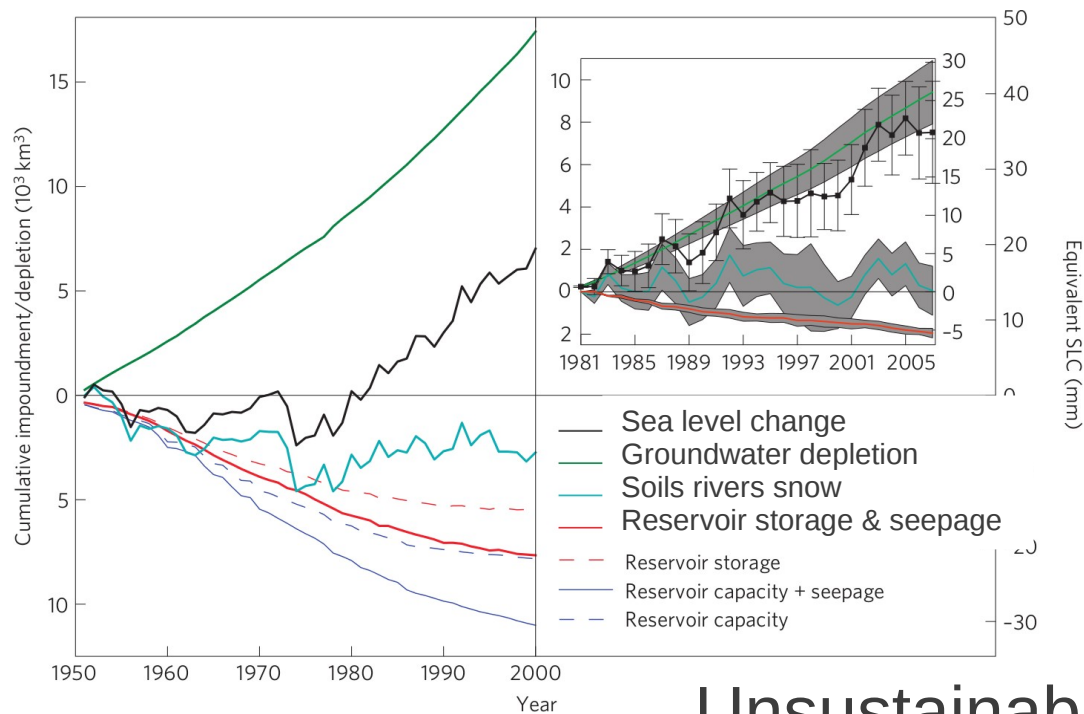 Cumulative impoundment/depletion (10³ km³)
15
10
5
0
5
10
1950 1960 1970 1980 1990 2000
Year
10
8
6
4
2
0
2
1981 1985 1989 1993 1997 2001 2005
30
25
20
15
10
5
0
−5
50
40
30
20
10
−30
Equivalent SLC (mm)
Sea level change
Groundwater depletion
Soils rivers snow
Reservoir storage & seepage
Reservoir storage
Reservoir capacity + seepage
Reservoir capacity